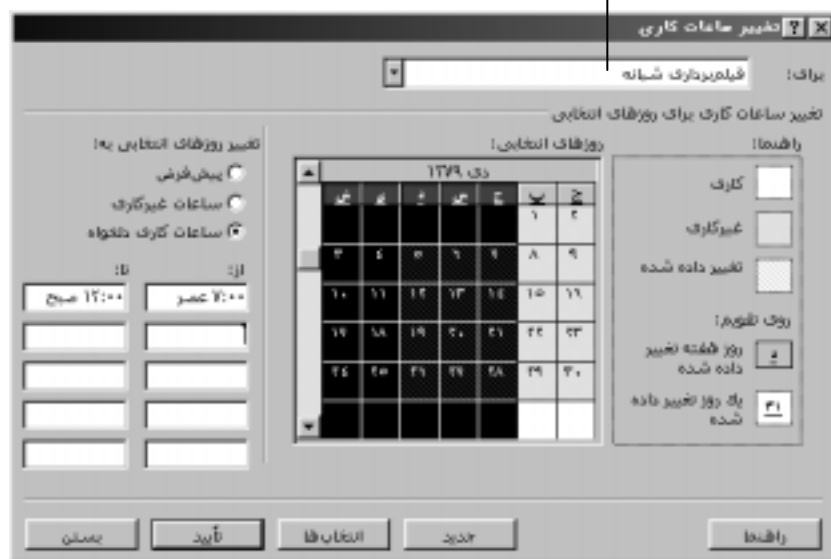 تغییر ساعات کاری
برای: فیلمبرداری شبانه
تغییر ساعات کاری برای روزهای انتخابی
راهنما:
کاری
غیرکاری
تغییر داده شده
روی تقویم:
روز هفته تغییر
داده شده
۳۱
یک روز تغییر داده
شده
روزهای انتخابی:
دی ۱۳۷۹
۱ ۲
۳ ۴ ۵ ۶ ۷ ۸ ۹
۱۰ ۱۱ ۱۲ ۱۳ ۱۴ ۱۵ ۱۶
۱۷ ۱۸ ۱۹ ۲۰ ۲۱ ۲۲ ۲۳
۲۴ ۲۵ ۲۶ ۲۷ ۲۸ ۲۹ ۳۰
تغییر روزهای انتخابی به:
پیش‌فرض
ساعات غیرکاری
ساعات کاری دلخواه
از: تا:
۷:۰۰ عصر ۱۲:۰۰ صبح
راهنما
جدید
انتخاب‌ها
تأیید
بستن